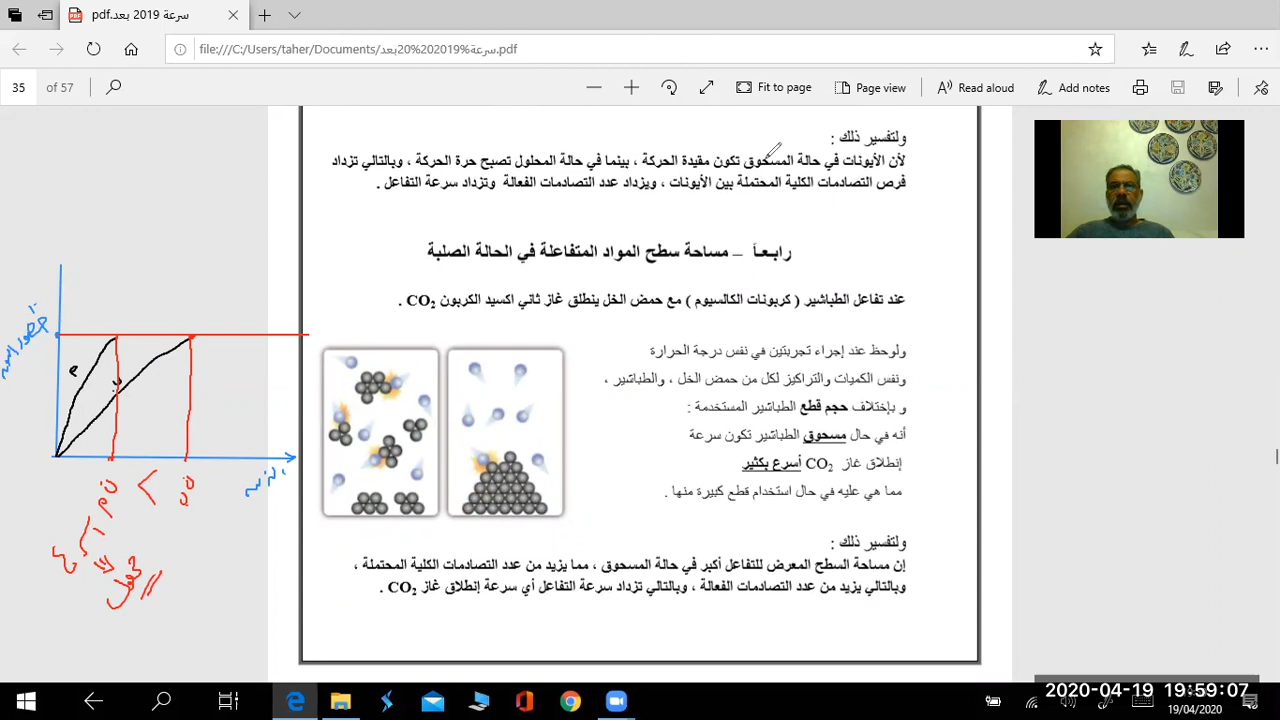 سرعة 2019 بعد.pdf
file:///C:/Users/taher/Documents/سرعة%202019%20بعد.pdf
35 of 57
Fit to page
Page view
Read aloud
Add notes
ولتفسير ذلك :
لأن الأيونات في حالة المسحوق تكون مقيدة الحركة ، بينما في حالة المحلول تصبح حرة الحركة ، وبالتالي تزداد
فرص التصادمات الكلية المحتملة بين الأيونات ، ويزداد عدد التصادمات الفعالة وتزداد سرعة التفاعل .
رابعاً – مساحة سطح المواد المتفاعلة في الحالة الصلبة
عند تفاعل الطباشير ( كربونات الكالسيوم ) مع حمض الخل ينطلق غاز ثاني اكسيد الكربون CO2 .
ولوحظ عند إجراء تجربتين في نفس درجة الحرارة
ونفس الكميات والتراكيز لكل من حمض الخل ، والطباشير ،
و بإختلاف حجم قطع الطباشير المستخدمة :
أنه في حال مسحوق الطباشير تكون سرعة
إنطلاق غاز CO2 أسرع بكثير
مما هي عليه في حال استخدام قطع كبيرة منها .
ولتفسير ذلك :
إن مساحة السطح المعرض للتفاعل أكبر في حالة المسحوق ، مما يزيد من عدد التصادمات الكلية المحتملة ،
وبالتالي يزيد من عدد التصادمات الفعالة ، وبالتالي تزداد سرعة التفاعل أي سرعة إنطلاق غاز CO2 .
2020-04-19 19:59:07
19/04/2020